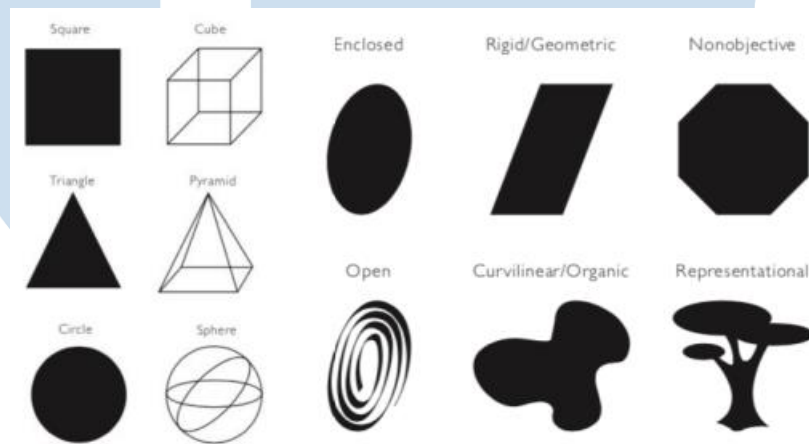 Square
Cube
Enclosed
Rigid/Geometric
Nonobjective
Triangle
Pyramid
Open
Curvilinear/Organic
Representational
Circle
Sphere